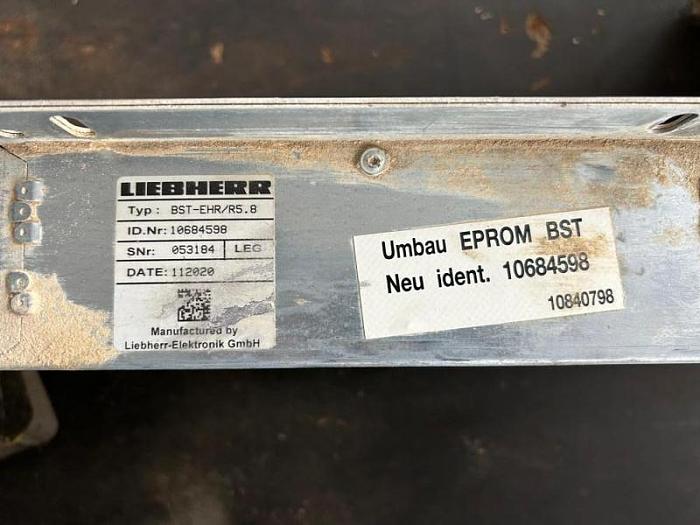 LIEBHERR
Typ: BST-EHR/R5.8
ID.Nr: 10684598
SNr: 053184 LEG
DATE: 112020
Manufactured by
Liebherr-Elektronik GmbH
Umbau EPROM BST
Neu ident. 10684598
10840798